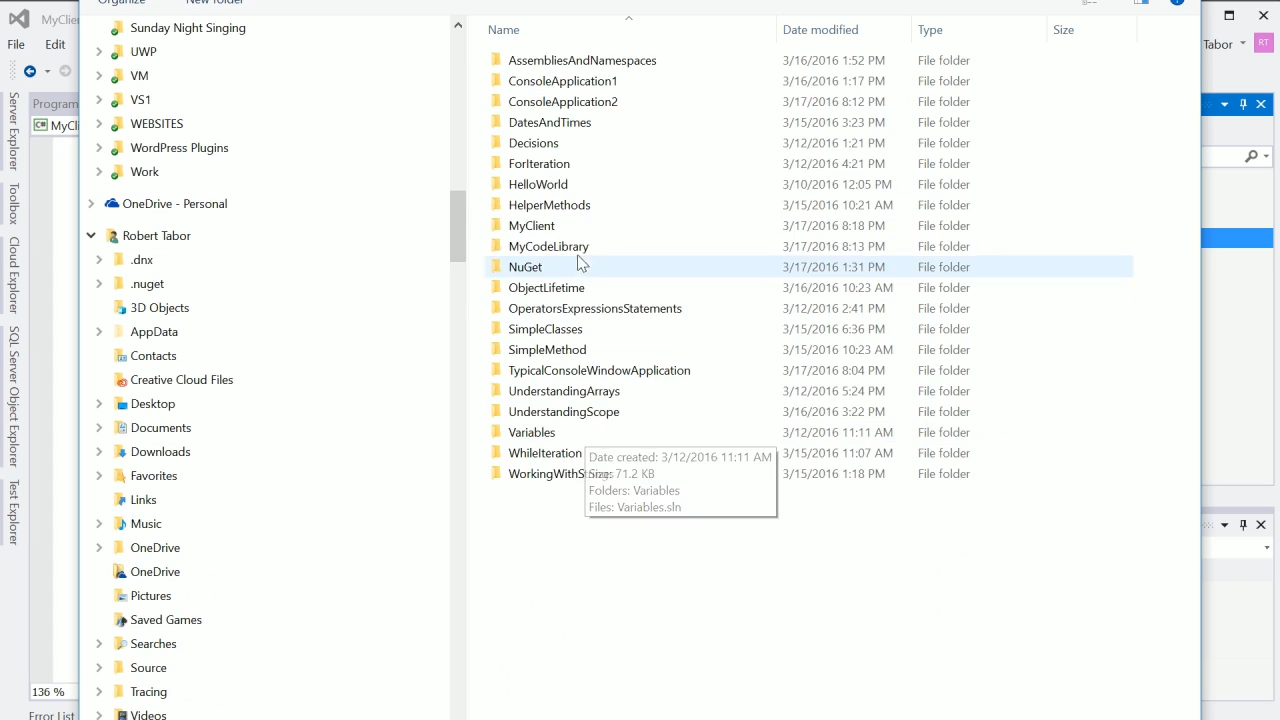 Organize New folder
MyClie
File Edit
Tabor RT
Server Explorer
Toolbox
Cloud Explorer
SQL Server Object Explorer
Test Explorer
Program
MyCli
136 %
Error List
Sunday Night Singing
UWP
VM
VS1
WEBSITES
WordPress Plugins
Work
OneDrive - Personal
Robert Tabor
.dnx
.nuget
3D Objects
AppData
Contacts
Creative Cloud Files
Desktop
Documents
Downloads
Favorites
Links
Music
OneDrive
OneDrive
Pictures
Saved Games
Searches
Source
Tracing
Videos
Name Date modified Type Size
AssembliesAndNamespaces 3/16/2016 1:52 PM File folder
ConsoleApplication1 3/16/2016 1:17 PM File folder
ConsoleApplication2 3/17/2016 8:12 PM File folder
DatesAndTimes 3/15/2016 3:23 PM File folder
Decisions 3/12/2016 1:21 PM File folder
ForIteration 3/12/2016 4:21 PM File folder
HelloWorld 3/10/2016 12:05 PM File folder
HelperMethods 3/15/2016 10:21 AM File folder
MyClient 3/17/2016 8:18 PM File folder
MyCodeLibrary 3/17/2016 8:13 PM File folder
NuGet 3/17/2016 1:31 PM File folder
ObjectLifetime 3/16/2016 10:23 AM File folder
OperatorsExpressionsStatements 3/12/2016 2:41 PM File folder
SimpleClasses 3/15/2016 6:36 PM File folder
SimpleMethod 3/15/2016 10:23 AM File folder
TypicalConsoleWindowApplication 3/17/2016 8:04 PM File folder
UnderstandingArrays 3/12/2016 5:24 PM File folder
UnderstandingScope 3/16/2016 3:22 PM File folder
Variables 3/12/2016 11:11 AM File folder
WhileIteration 3/15/2016 11:07 AM File folder
3/15/2016 1:18 PM File folder
Date created: 3/12/2016 11:11 AM
71.2 KB
Folders: Variables
Files: Variables.sln